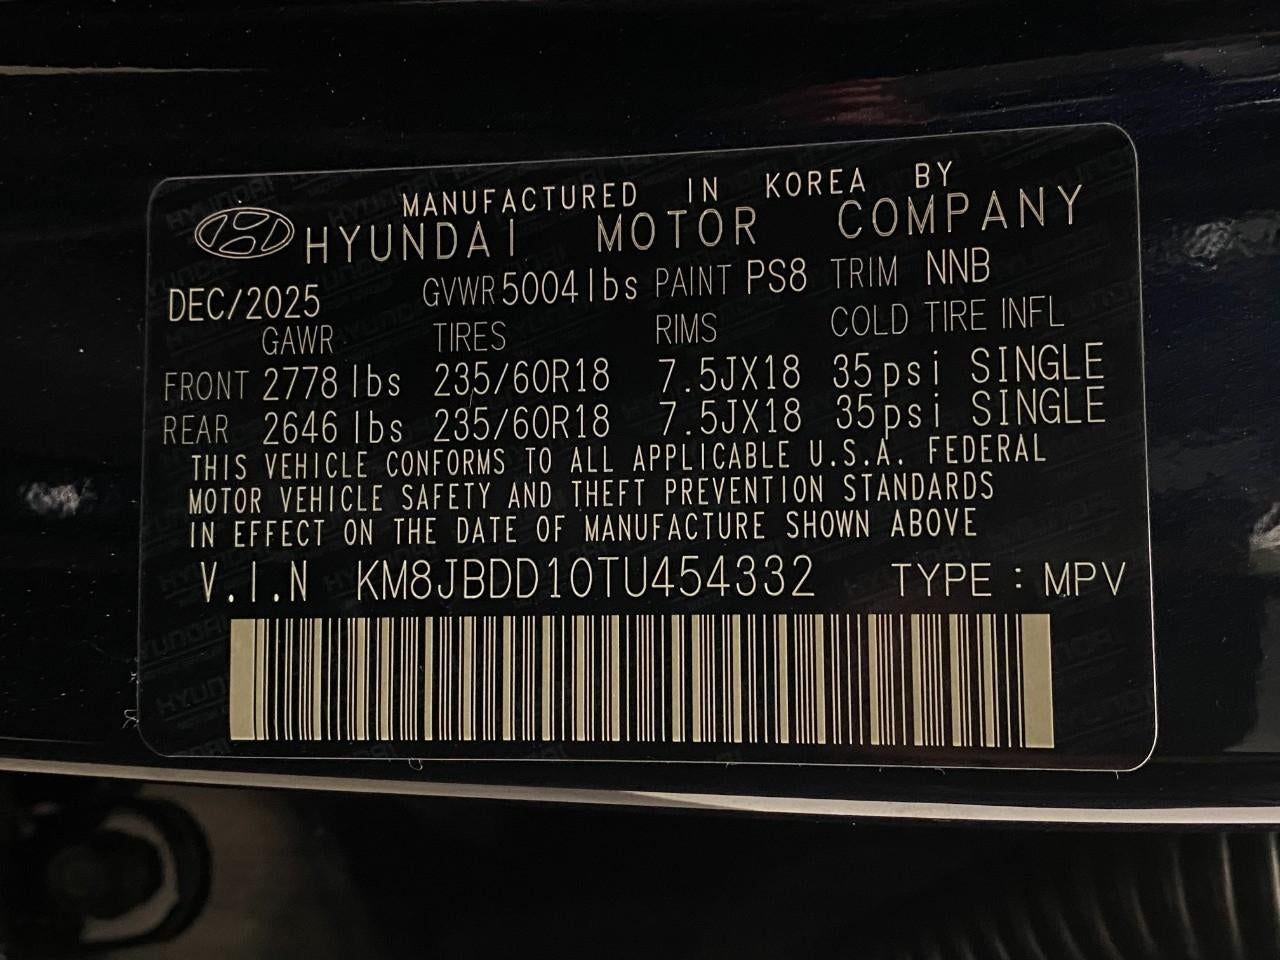 MANUFACTURED IN KOREA BY
HYUNDAI MOTOR COMPANY
DEC/2025 GVWR 5004 lbs PAINT PS8 TRIM NNB
GAWR TIRES RIMS COLD TIRE INFL
FRONT 2778 lbs 235/60R18 7.5JX18 35psi SINGLE
REAR 2646 lbs 235/60R18 7.5JX18 35psi SINGLE
THIS VEHICLE CONFORMS TO ALL APPLICABLE U.S.A. FEDERAL
MOTOR VEHICLE SAFETY AND THEFT PREVENTION STANDARDS
IN EFFECT ON THE DATE OF MANUFACTURE SHOWN ABOVE
V.I.N KM8JBDD10TU454332 TYPE : MPV